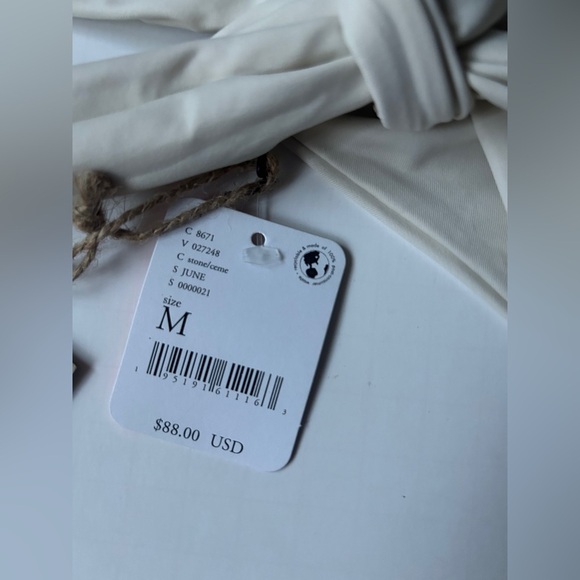 C 8671
V 027248
C stone/ceme
S JUNE
S 0000021
size
M
1 95191 61116 3
$88.00 USD